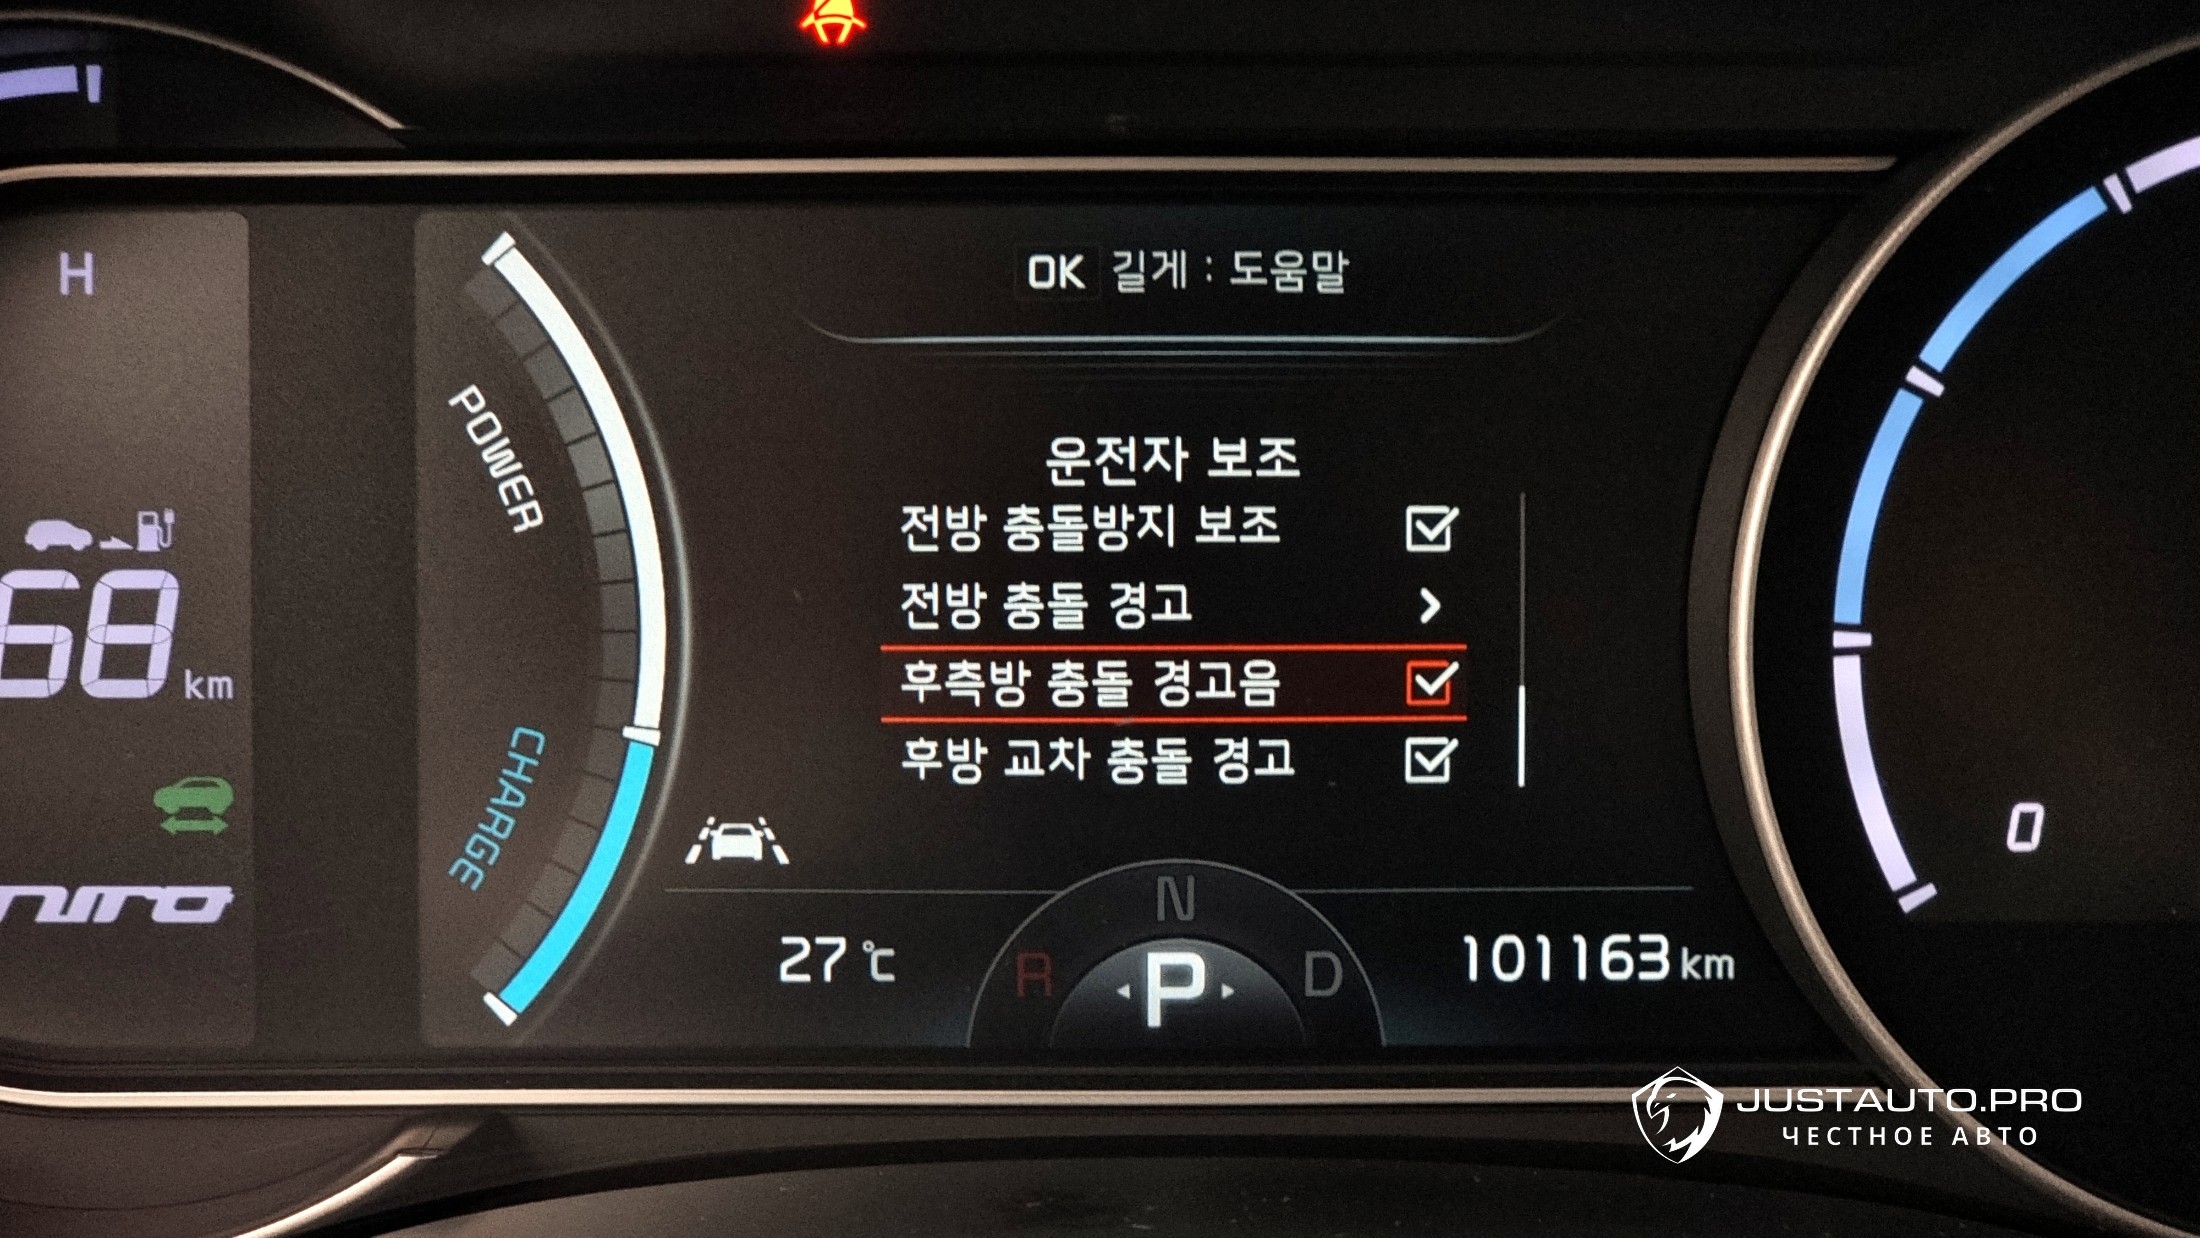 H
OK 길게 : 도움말
POWER
운전자 보조
전방 충돌방지 보조
전방 충돌 경고
후측방 충돌 경고음
후방 교차 충돌 경고
68 km
CHARGE
niro
0
N
R P D
27 ℃
101163 km
JUSTAUTO.PRO
ЧЕСТНОЕ АВТО